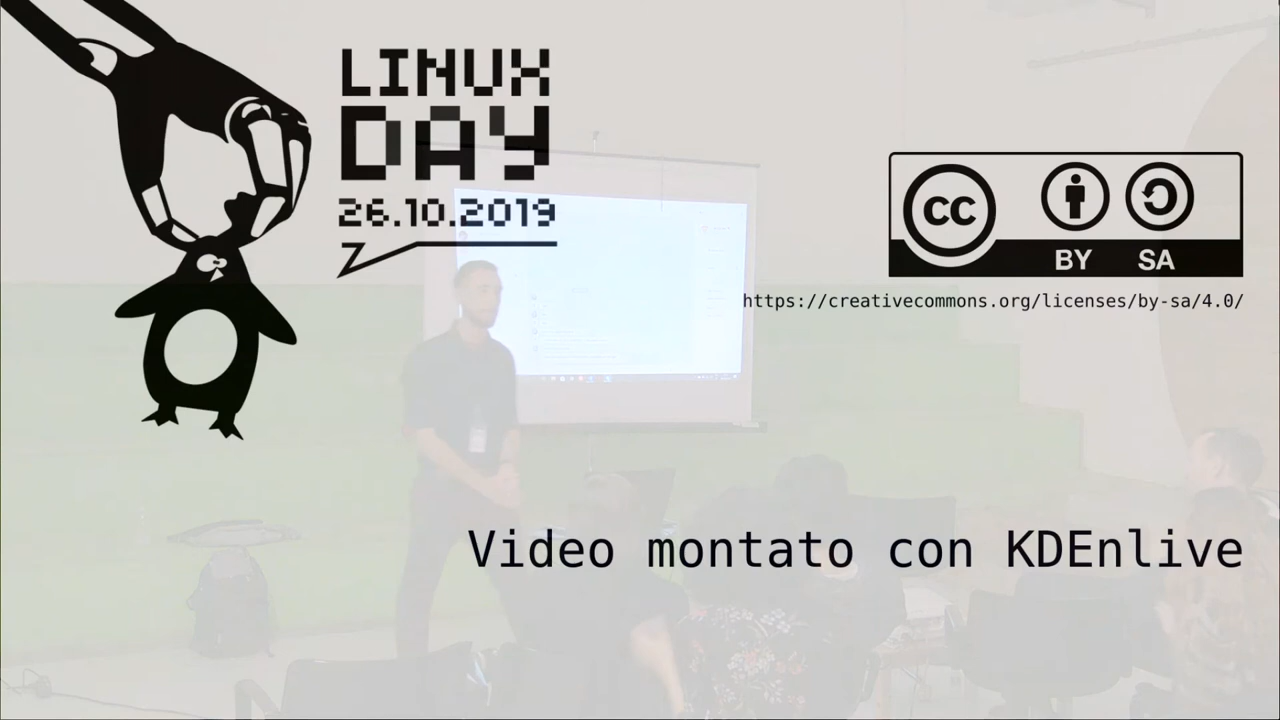 LINUX
DAY
26.10.2019
CC
BY SA
https://creativecommons.org/licenses/by-sa/4.0/
Video montato con KDEnlive